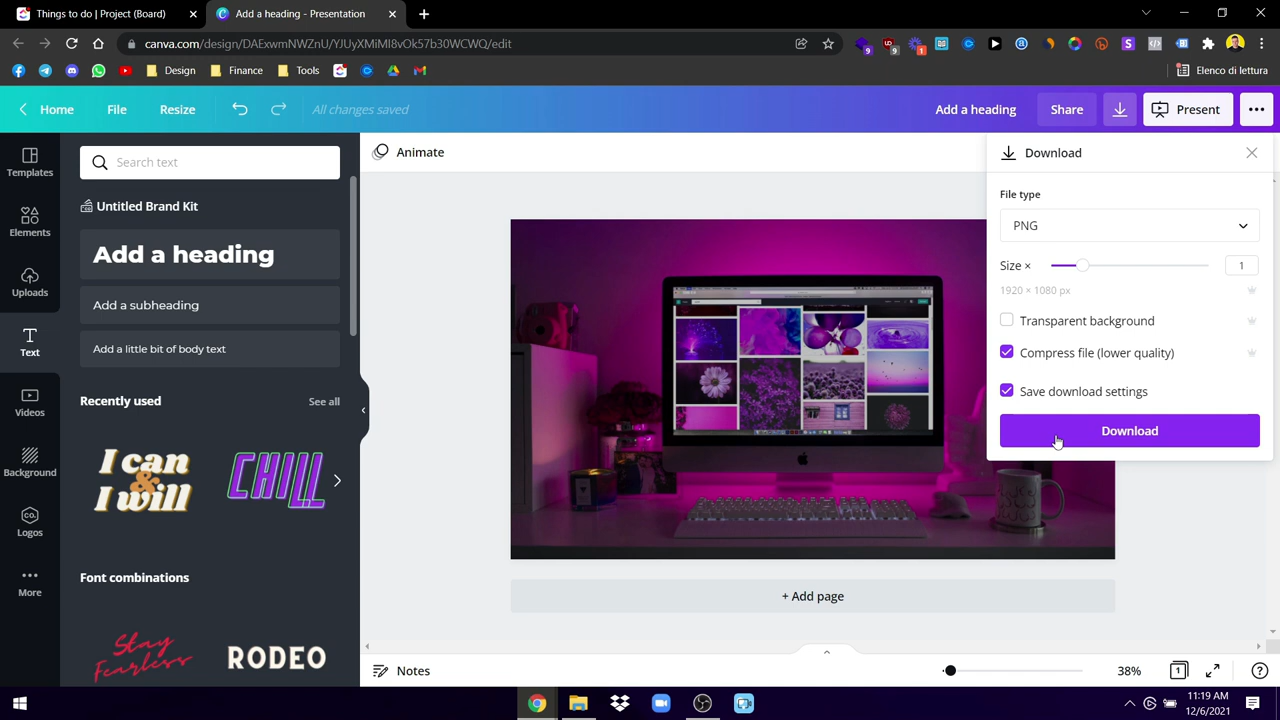 Things to do | Project (Board)
Add a heading - Presentation
canva.com/design/DAExwmNWZnU/YJUyXMiMI8vOk57b30WCWQ/edit
9
9
1
Design
Finance
Tools
Elenco di lettura
Home
File
Resize
All changes saved
Add a heading
Share
Present
Templates
Elements
Uploads
Text
Videos
Background
CO.
Logos
More
Search text
Untitled Brand Kit
Add a heading
Add a subheading
Add a little bit of body text
Recently used
See all
I can
&
I will
CHILL
Font combinations
Stay
Fearless
RODEO
Animate
+ Add page
Notes
38%
1
Download
File type
PNG
Size ×
1
1920 × 1080 px
Transparent background
Compress file (lower quality)
Save download settings
Download
11:19 AM
12/6/2021